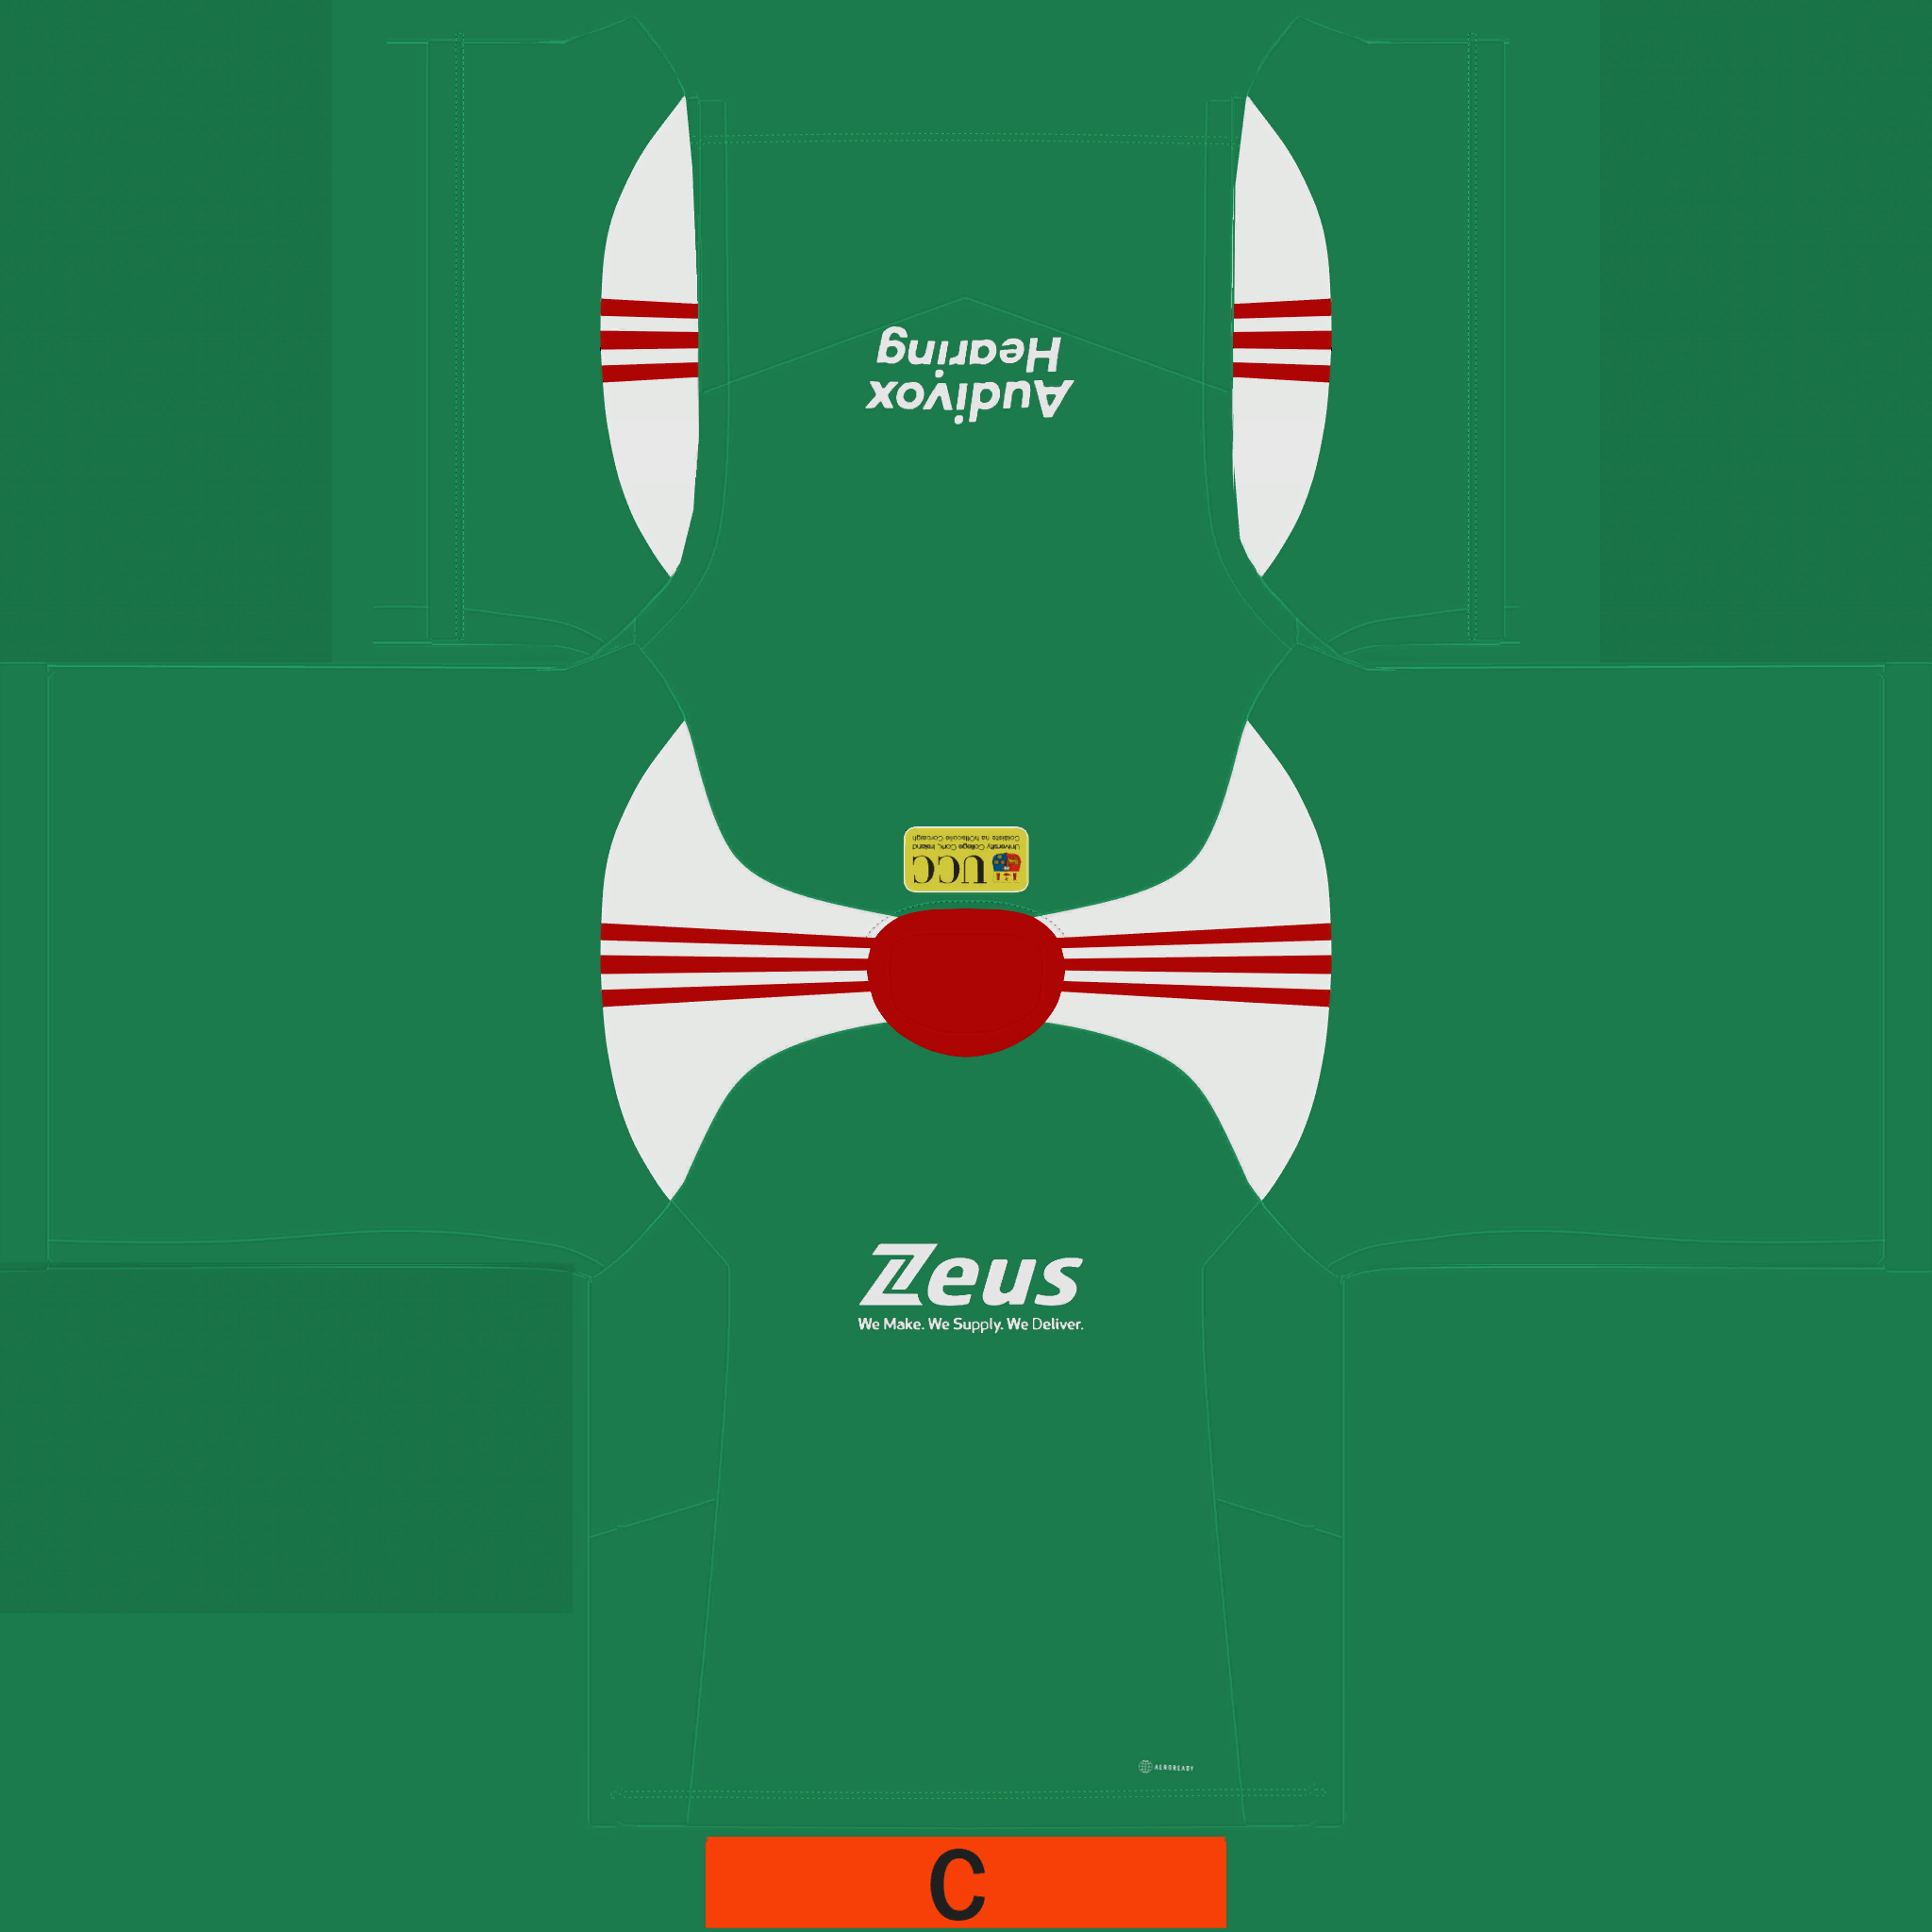 Audivox
Hearing
UCC
University College Cork, Ireland
Coláiste na hOllscoile Corcaigh
Zeus
We Make. We Supply. We Deliver.
AEROREADY
C